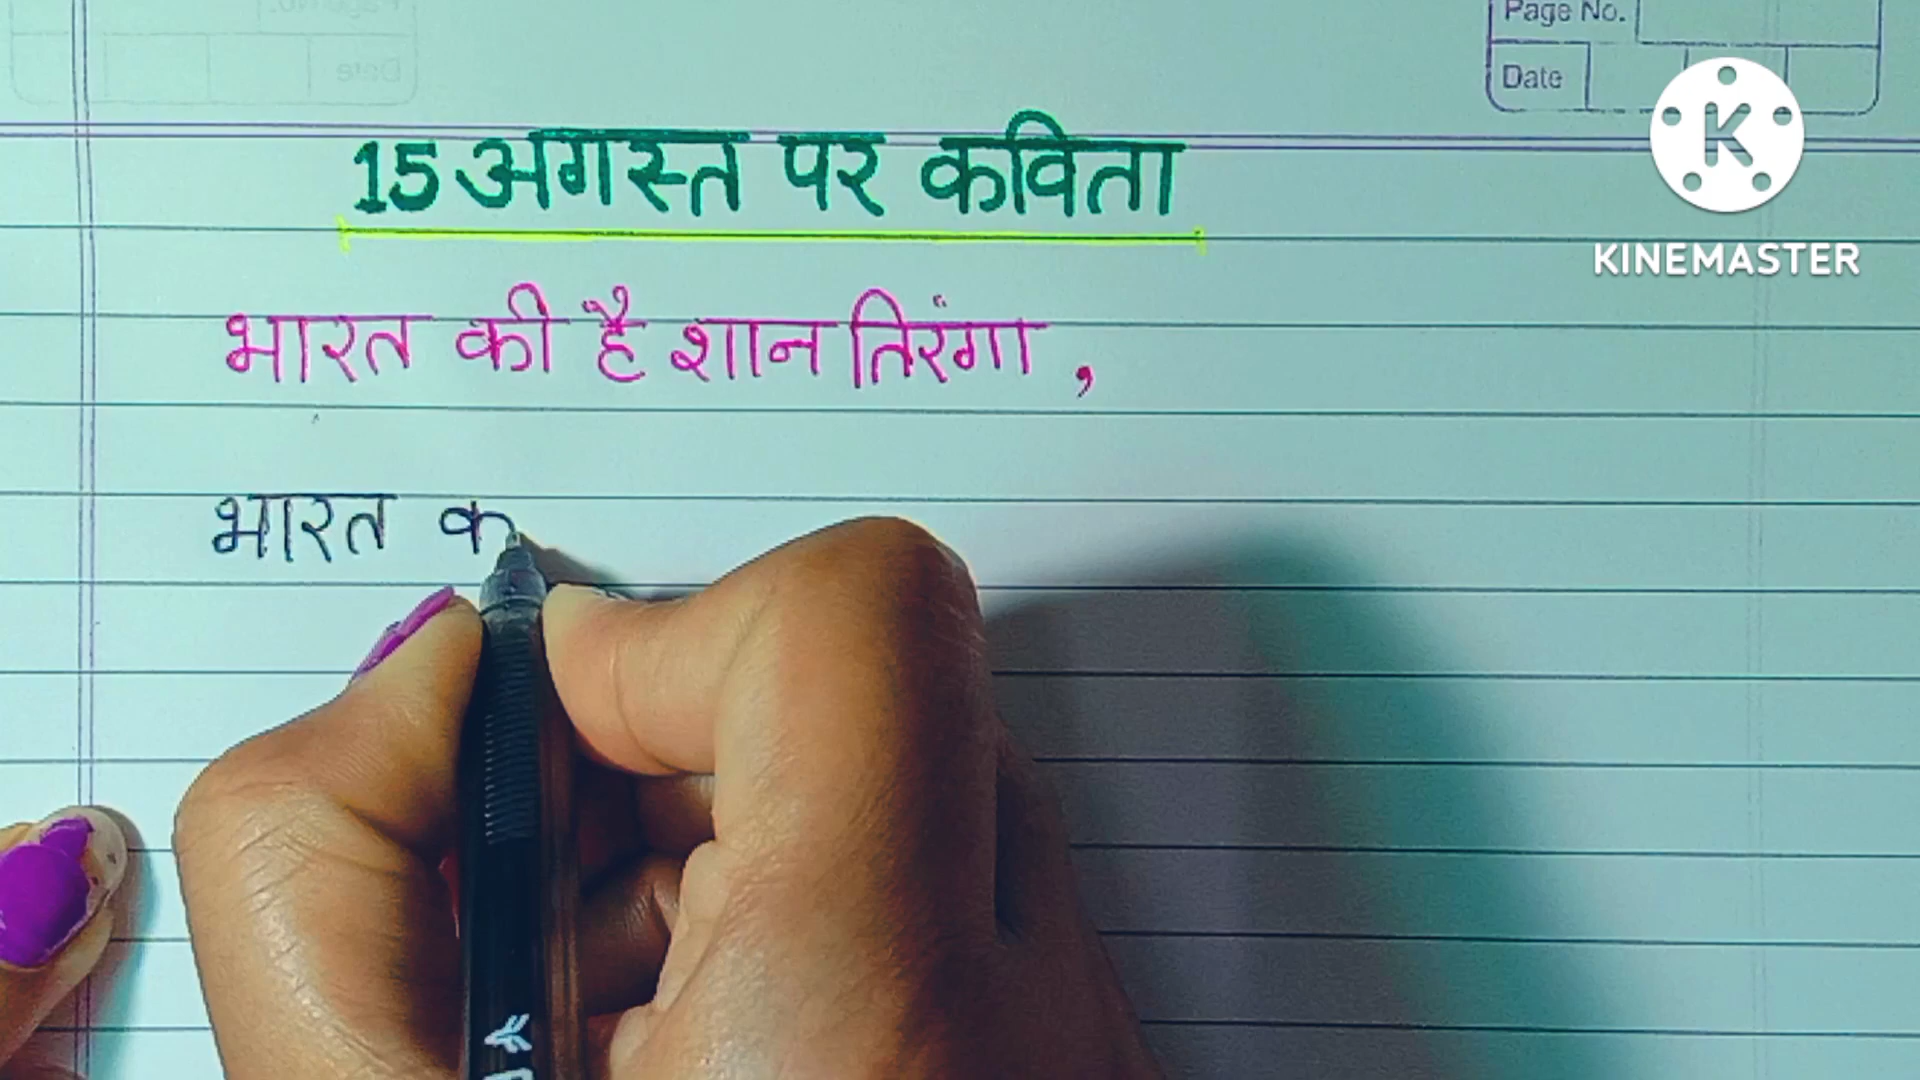 Page No.
Date
15 अगस्त पर कविता
भारत की है शान तिरंगा ,
भारत क
KINEMASTER